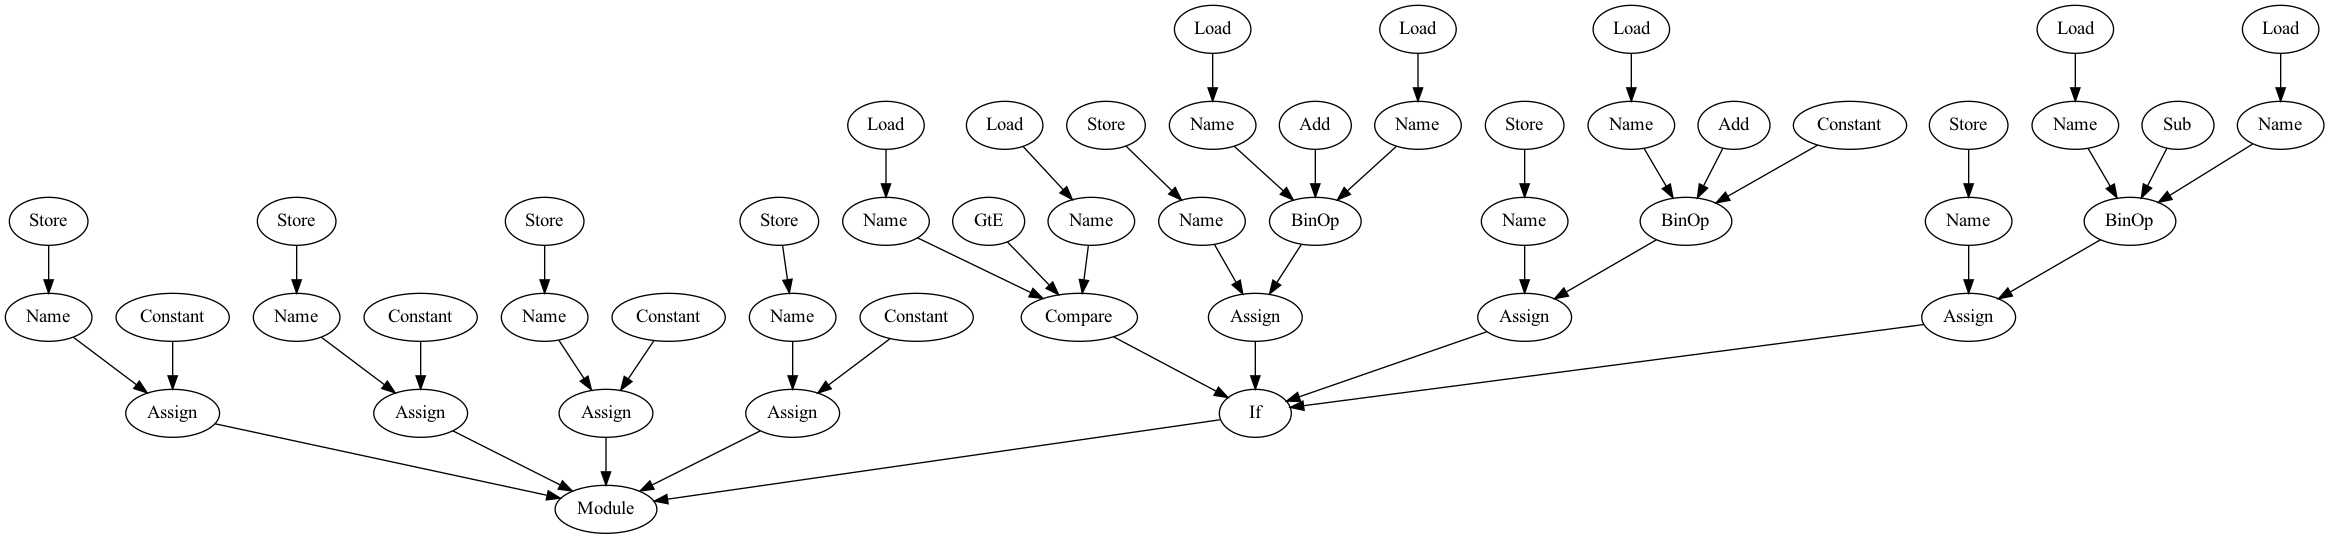 Load Load Load Load Load
Load Load Store Name Add Name Store Name Add Constant Store Name Sub Name
Store Store Store Store Name GtE Name Name BinOp Name BinOp Name BinOp
Name Constant Name Constant Name Constant Name Constant Compare Assign Assign Assign
Assign Assign Assign Assign If
Module